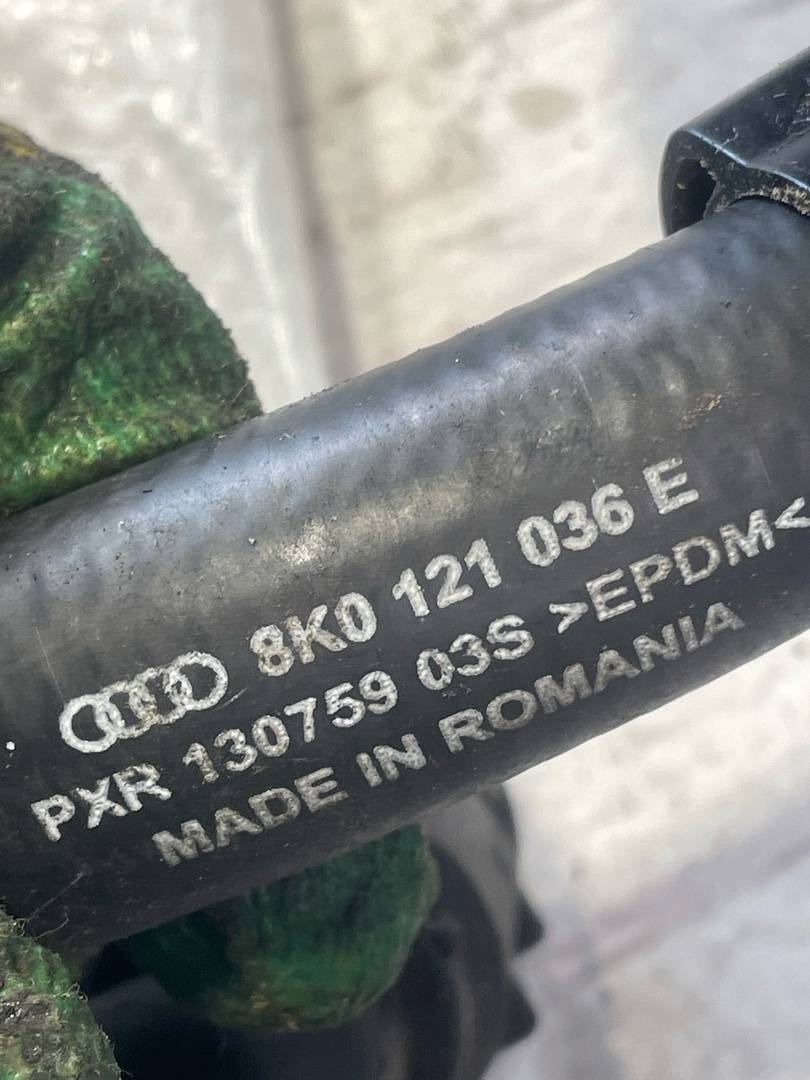 8K0 121 036 E
PXR 130759 03S >EPDM<
MADE IN ROMANIA